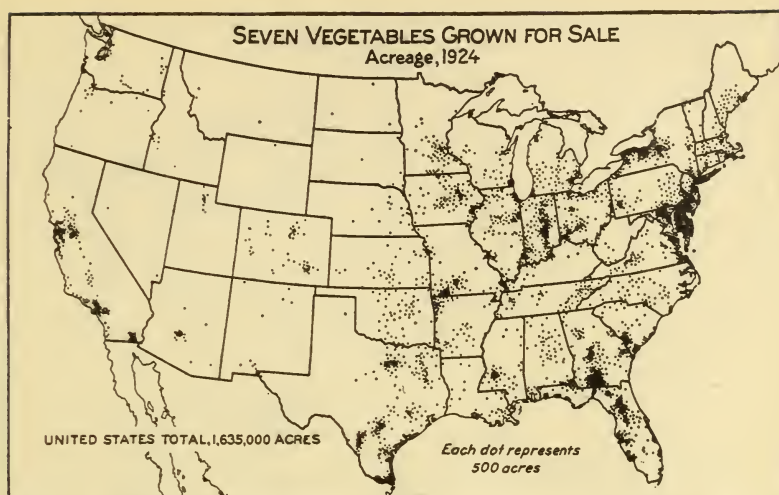 SEVEN VEGETABLES GROWN FOR SALE
Acreage, 1924
UNITED STATES TOTAL, 1,635,000 ACRES
Each dot represents
500 acres